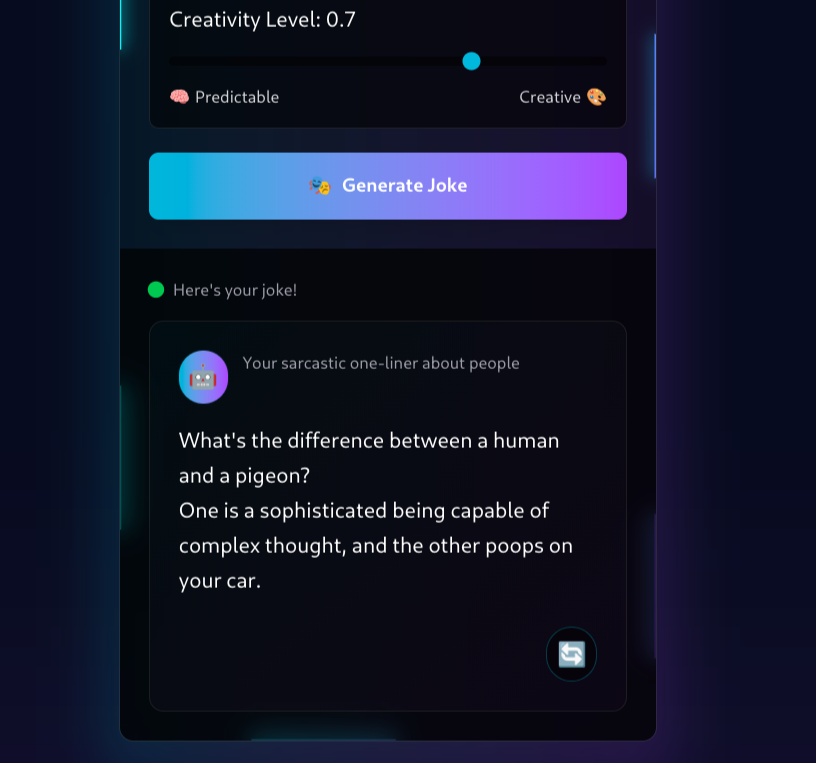 Creativity Level: 0.7
🧠 Predictable
Creative 🎨
🎭 Generate Joke
Here's your joke!
Your sarcastic one-liner about people
What's the difference between a human
and a pigeon?
One is a sophisticated being capable of
complex thought, and the other poops on
your car.